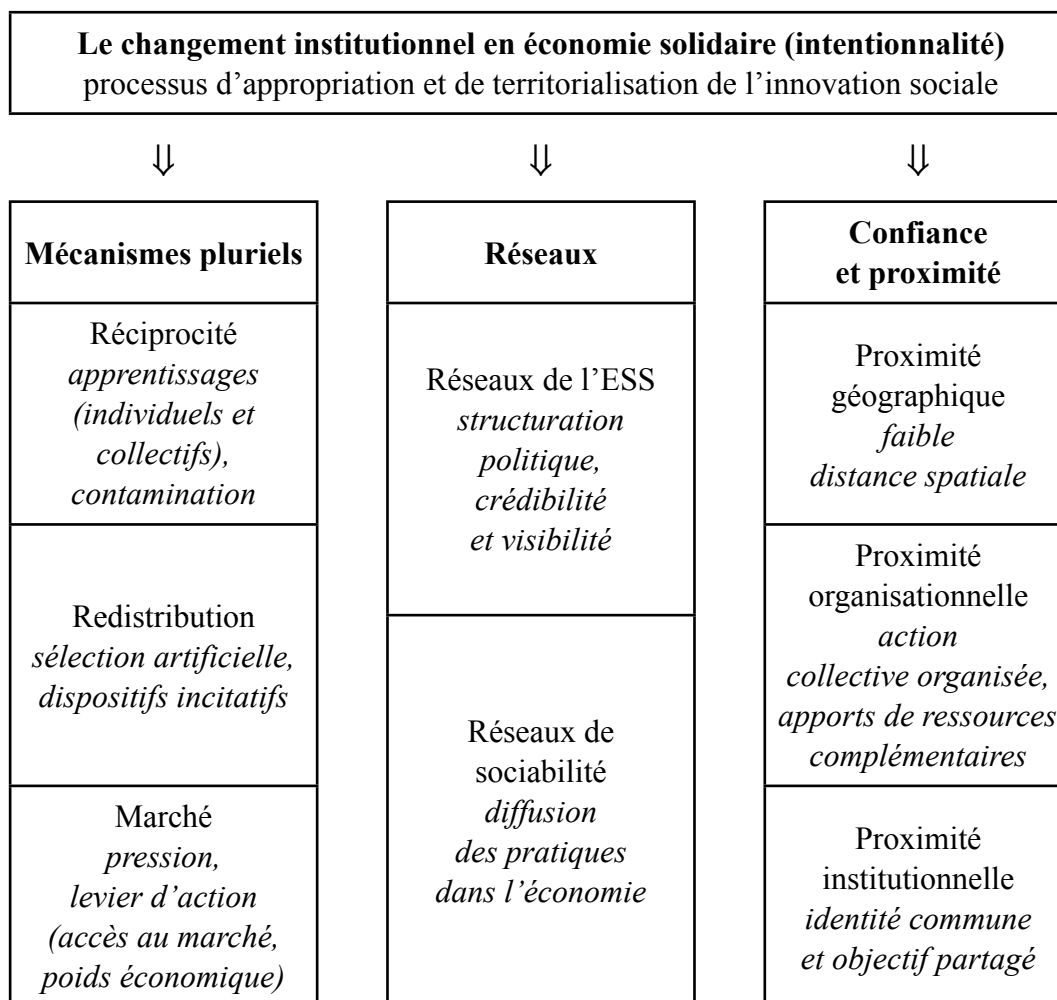 Le changement institutionnel en économie solidaire (intentionnalité)
processus d’appropriation et de territorialisation de l’innovation sociale
⇓ ⇓ ⇓
Mécanismes pluriels
Réciprocité
apprentissages
(individuels et
collectifs),
contamination
Redistribution
sélection artificielle,
dispositifs incitatifs
Marché
pression,
levier d’action
(accès au marché,
poids économique)
Réseaux
Réseaux de l’ESS
structuration
politique,
crédibilité
et visibilité
Réseaux de
sociabilité
diffusion
des pratiques
dans l’économie
Confiance
et proximité
Proximité
géographique
faible
distance spatiale
Proximité
organisationnelle
action
collective organisée,
apports de ressources
complémentaires
Proximité
institutionnelle
identité commune
et objectif partagé